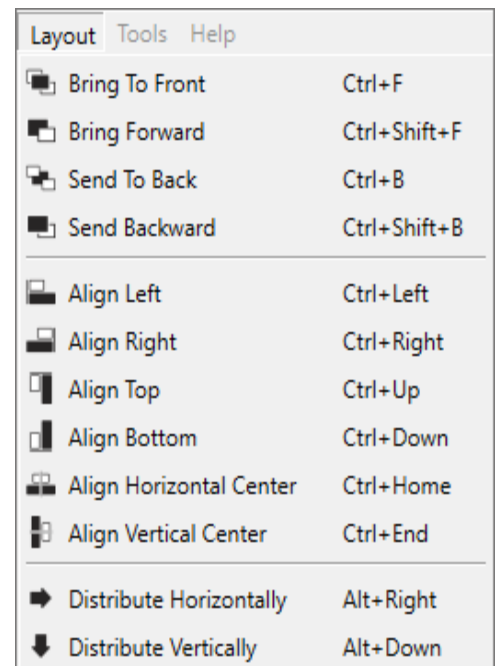 Layout Tools Help
Bring To Front Ctrl+F
Bring Forward Ctrl+Shift+F
Send To Back Ctrl+B
Send Backward Ctrl+Shift+B
Align Left Ctrl+Left
Align Right Ctrl+Right
Align Top Ctrl+Up
Align Bottom Ctrl+Down
Align Horizontal Center Ctrl+Home
Align Vertical Center Ctrl+End
Distribute Horizontally Alt+Right
Distribute Vertically Alt+Down